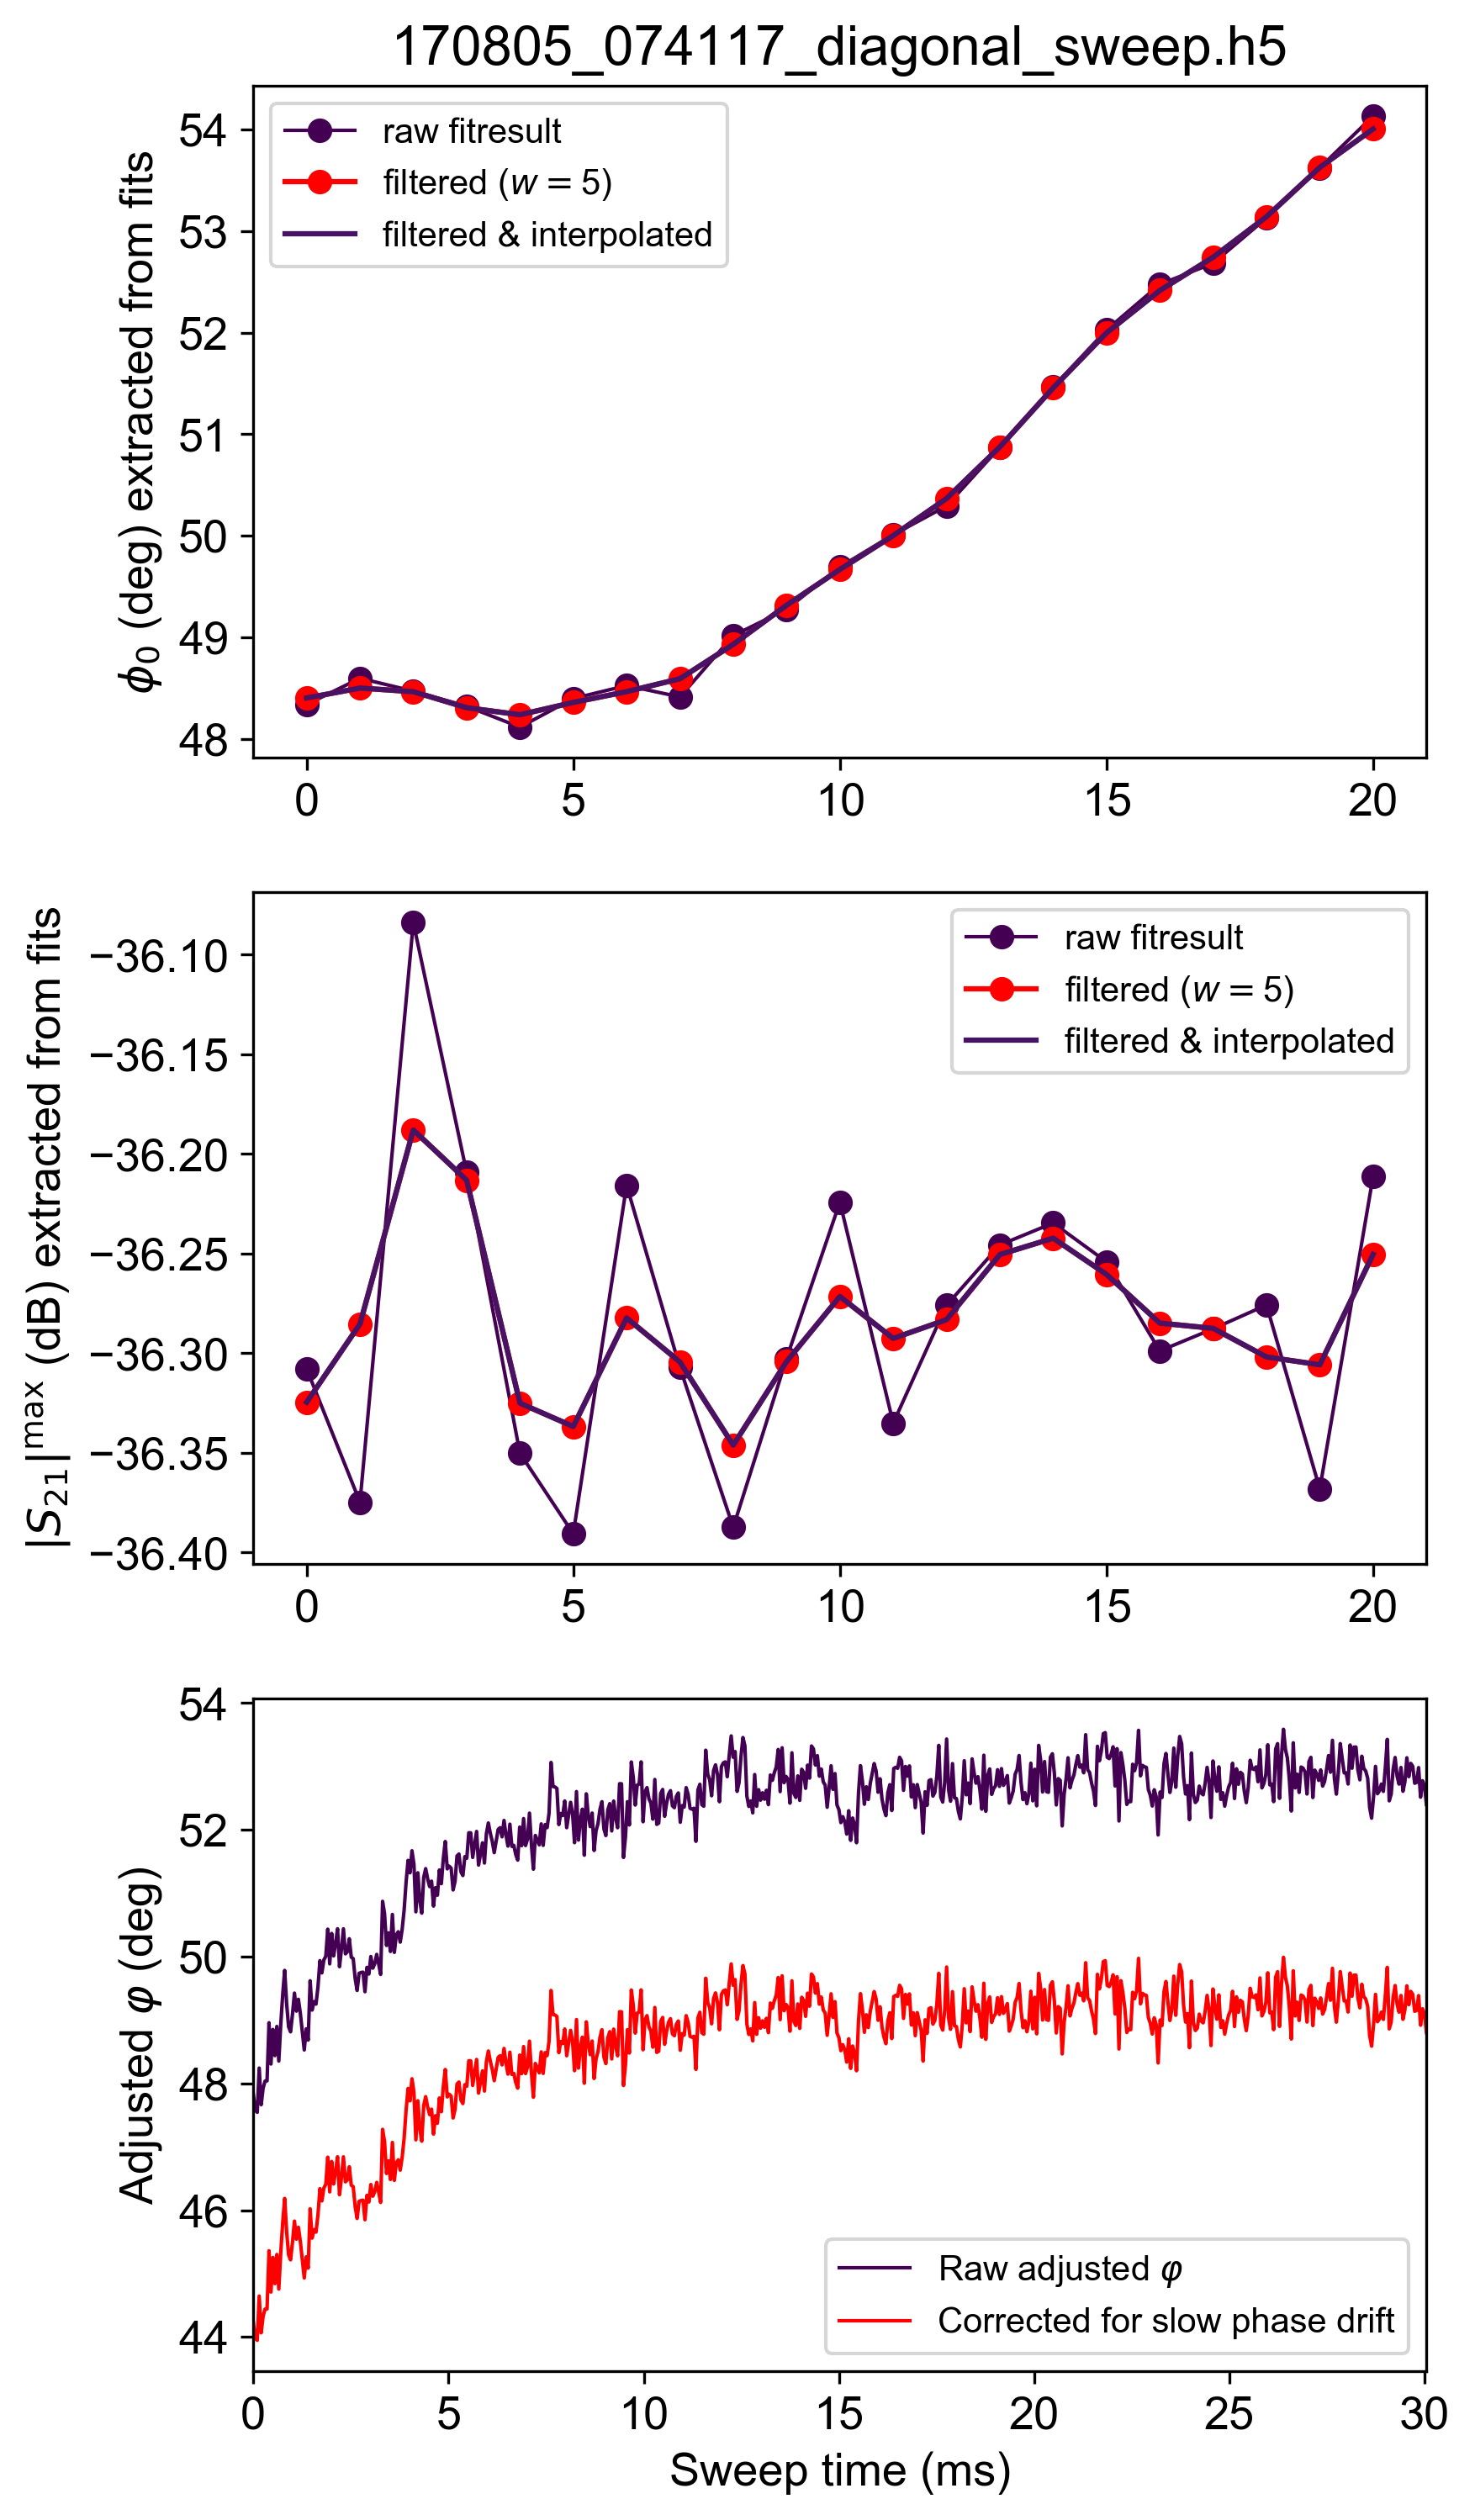 170805_074117_diagonal_sweep.h5
54
53
52
51
50
49
48
ϕ₀ (deg) extracted from fits
raw fitresult
filtered (w = 5)
filtered & interpolated
0 5 10 15 20
−36.10
−36.15
−36.20
−36.25
−36.30
−36.35
−36.40
|S₂₁|ᵐᵃˣ (dB) extracted from fits
raw fitresult
filtered (w = 5)
filtered & interpolated
0 5 10 15 20
54
52
50
48
46
44
Adjusted φ (deg)
Raw adjusted φ
Corrected for slow phase drift
0 5 10 15 20 25 30
Sweep time (ms)